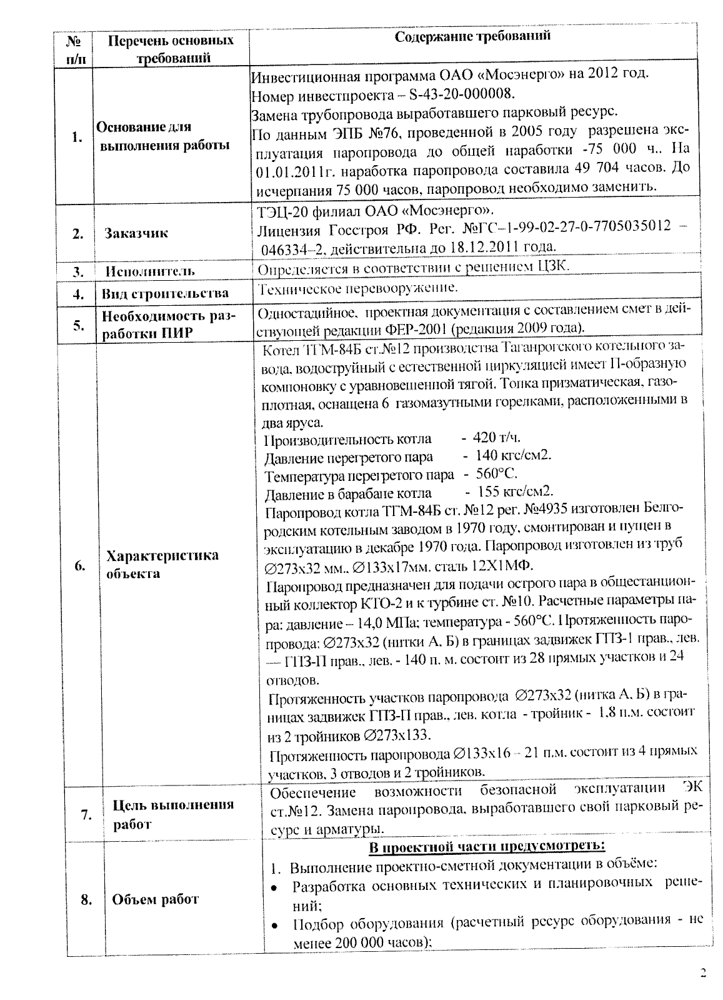 № п/п
Перечень основных требований
Содержание требований
1.
Основание для
выполнения работы
Инвестиционная программа ОАО «Мосэнерго» на 2012 год.
Номер инвестпроекта – S-43-20-000008.
Замена трубопровода выработавшего парковый ресурс.
По данным ЭПБ №76, проведенной в 2005 году разрешена экс-
плуатация паропровода до общей наработки -75 000 ч.. На
01.01.2011г. наработка паропровода составила 49 704 часов. До
исчерпания 75 000 часов, паропровод необходимо заменить.
2.
Заказчик
ТЭЦ-20 филиал ОАО «Мосэнерго».
Лицензия Госстроя РФ. Рег. №ГС–1-99-02-27-0-7705035012 –
046334–2, действительна до 18.12.2011 года.
3.
Исполнитель
Определяется в соответствии с решением ЦЗК.
4.
Вид строительства
Техническое перевооружение.
5.
Необходимость раз-
работки ПИР
Одностадийное, проектная документация с составлением смет в дей-
ствующей редакции ФЕР-2001 (редакция 2009 года).
6.
Характеристика
объекта
Котел ТГМ-84Б ст.№12 производства Таганрогского котельного за-
вода, водоструйный с естественной циркуляцией имеет П-образную
компоновку с уравновешенной тягой. Топка призматическая, газо-
плотная, оснащена 6 газомазутными горелками, расположенными в
два яруса.
Производительность котла - 420 т/ч.
Давление перегретого пара - 140 кгс/см2.
Температура перегретого пара - 560°С.
Давление в барабане котла - 155 кгс/см2.
Паропровод котла ТГМ-84Б ст. №12 рег. №4935 изготовлен Белго-
родским котельным заводом в 1970 году, смонтирован и пущен в
эксплуатацию в декабре 1970 года. Паропровод изготовлен из труб
∅273х32 мм., ∅133х17мм. сталь 12Х1МФ.
Паропровод предназначен для подачи острого пара в общестанцион-
ный коллектор КТО-2 и к турбине ст. №10. Расчетные параметры па-
ра: давление – 14,0 МПа; температура - 560°С. Протяженность паро-
провода: ∅273х32 (нитки А, Б) в границах задвижек ГПЗ-1 прав., лев.
— ГПЗ-П прав., лев. - 140 п. м. состоит из 28 прямых участков и 24
отводов.
Протяженность участков паропровода ∅273х32 (нитка А, Б) в гра-
ницах задвижек ГПЗ-П прав., лев. котла - тройник - 1,8 п.м. состоит
из 2 тройников ∅273х133.
Протяженность паропровода ∅133х16 – 21 п.м. состоит из 4 прямых
участков, 3 отводов и 2 тройников.
7.
Цель выполнения
работ
Обеспечение возможности безопасной эксплуатации ЭК
ст.№12. Замена паропровода, выработавшего свой парковый ре-
сурс и арматуры.
8.
Объем работ
В проектной части предусмотреть:
1. Выполнение проектно-сметной документации в объёме:
• Разработка основных технических и планировочных реше-
ний;
• Подбор оборудования (расчетный ресурс оборудования - не
менее 200 000 часов);
2